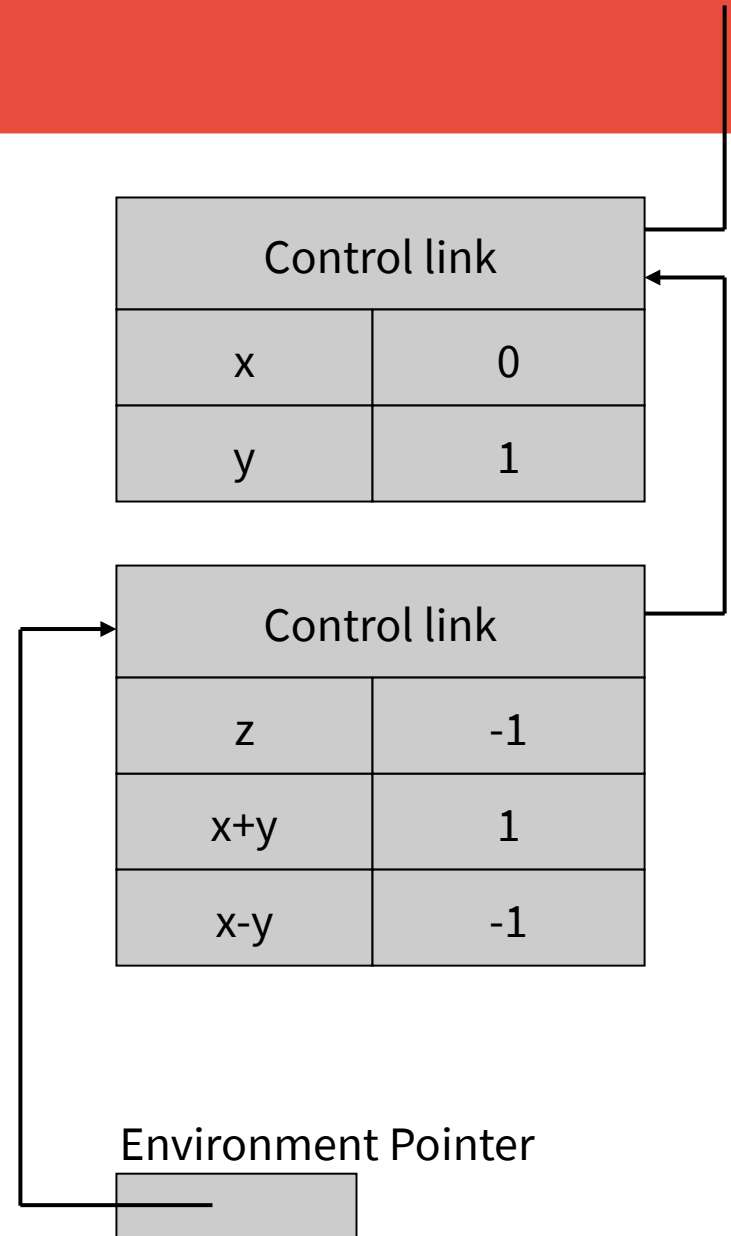 Control link
x 0
y 1
Control link
z -1
x+y 1
x-y -1
Environment Pointer